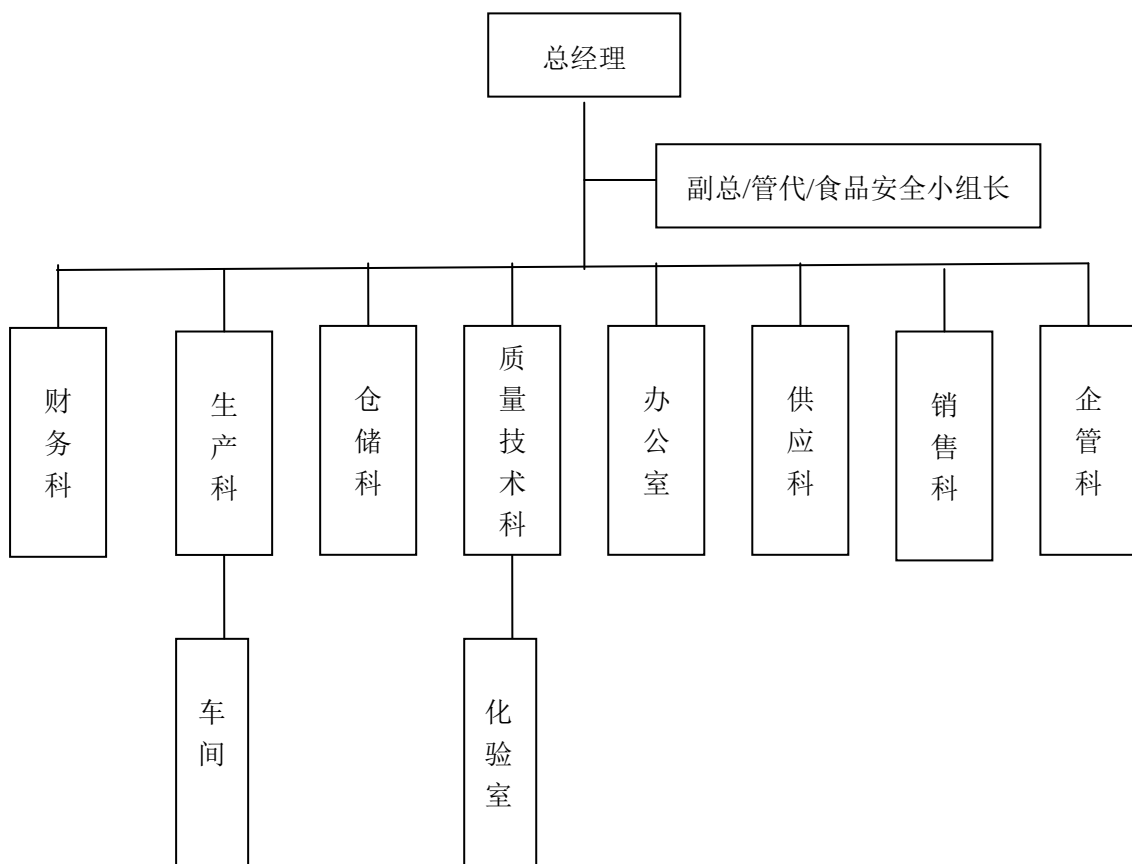 总经理
副总/管代/食品安全小组长
财务科
生产科
仓储科
质量技术科
办公室
供应科
销售科
企管科
车间
化验室